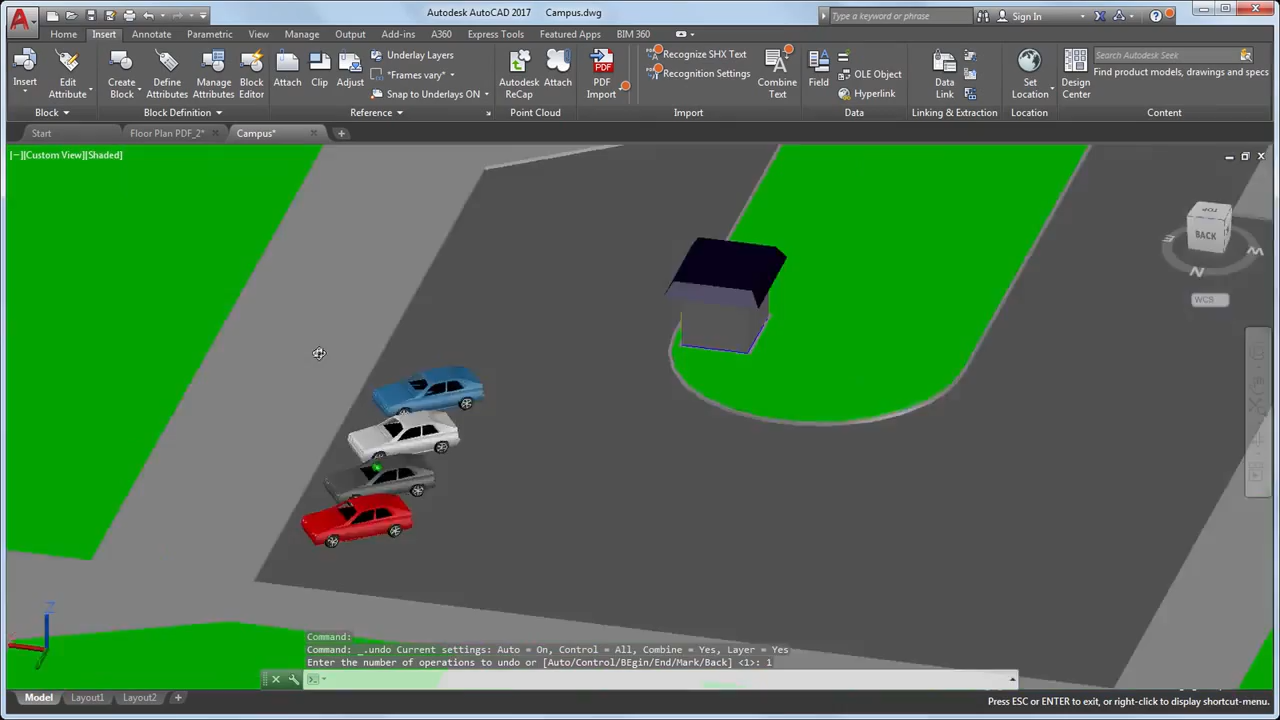 Autodesk AutoCAD 2017 Campus.dwg
Type a keyword or phrase
Sign In
Home Insert Annotate Parametric View Manage Output Add-ins A360 Express Tools Featured Apps BIM 360
Insert
Edit
Attribute
Create
Block
Define
Attributes
Manage
Attributes
Block
Editor
Attach
Clip
Adjust
Underlay Layers
*Frames vary*
Snap to Underlays ON
Autodesk
ReCap
Attach
PDF
PDF
Import
Recognize SHX Text
Recognition Settings
Combine
Text
Field
OLE Object
Hyperlink
Data
Link
Set
Location
Design
Center
Search Autodesk Seek
Find product models, drawings and specs
Block Block Definition Reference Point Cloud Import Data Linking & Extraction Location Content
Start Floor Plan PDF_2* Campus*
[−][Custom View][Shaded]
TOP
BACK
N
WCS
Z
Command:
Command: _.undo Current settings: Auto = On, Control = All, Combine = Yes, Layer = Yes
Enter the number of operations to undo or [Auto/Control/BEgin/End/Mark/Back] <1>: 1
Model Layout1 Layout2
Press ESC or ENTER to exit, or right-click to display shortcut-menu.